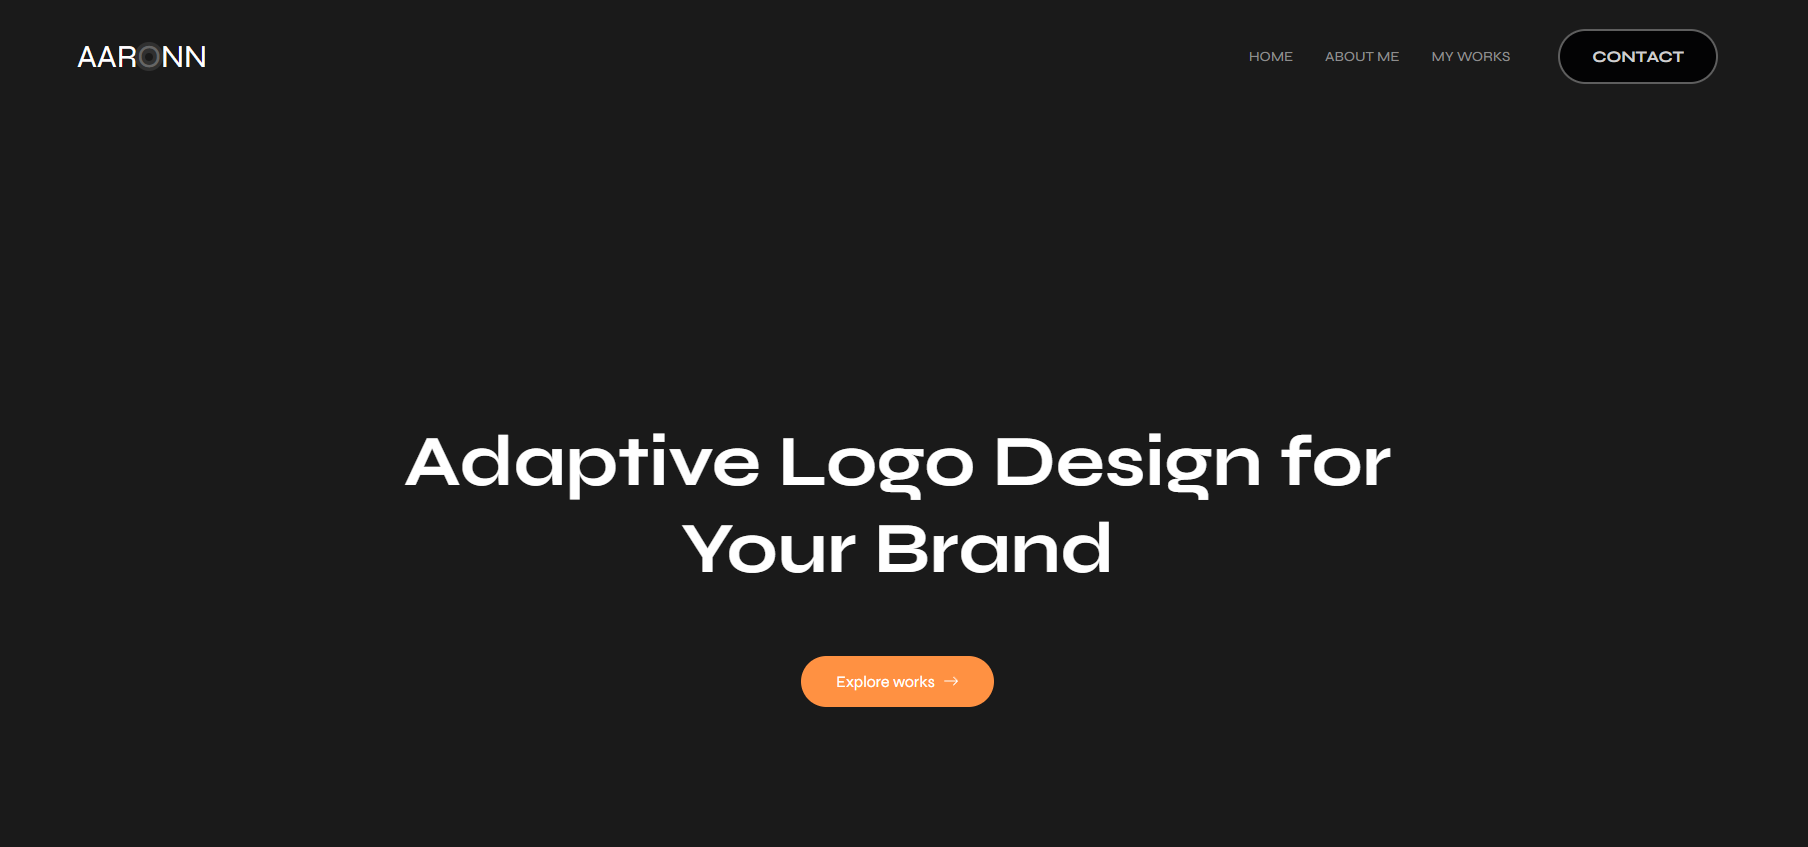 AARONN
HOME
ABOUT ME
MY WORKS
CONTACT
Adaptive Logo Design for
Your Brand
Explore works →